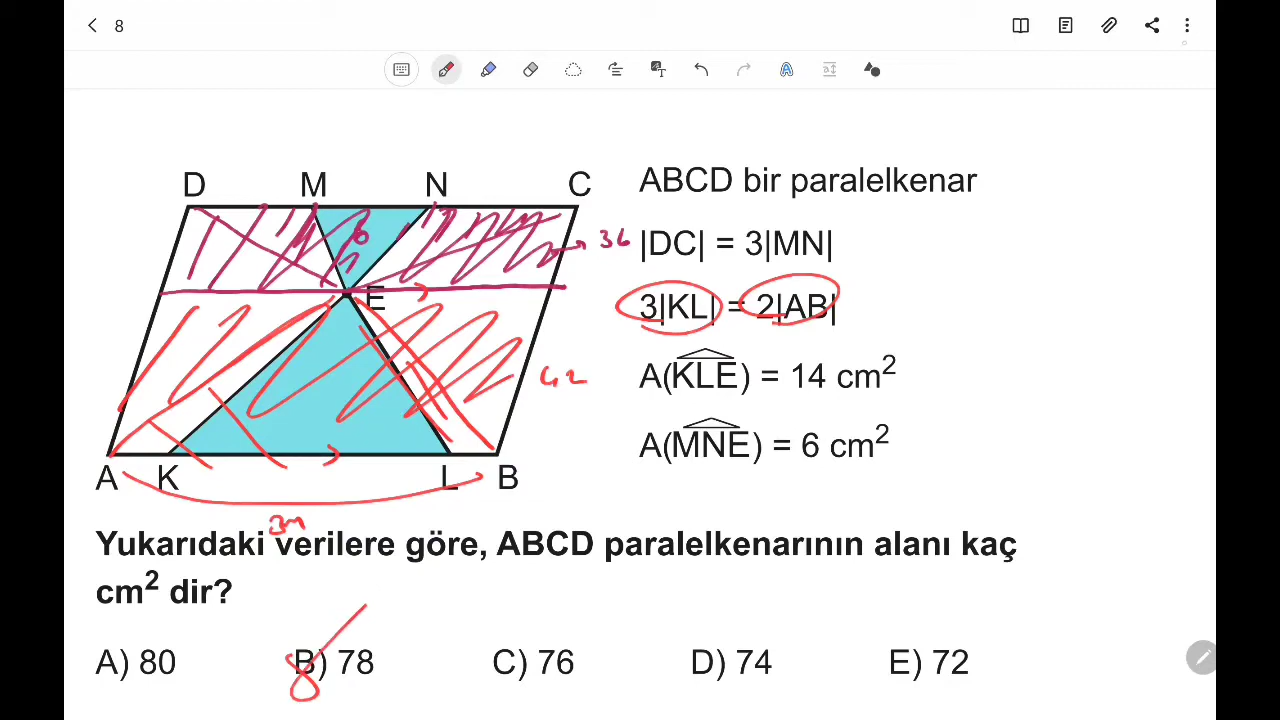 8
D M N C
ABCD bir paralelkenar
|DC| = 3|MN|
6
36
E
3|KL| = 2|AB|
42
A(KLE) = 14 cm²
A(MNE) = 6 cm²
A K L B
3m
Yukarıdaki verilere göre, ABCD paralelkenarının alanı kaç
cm² dir?
A) 80 B) 78 C) 76 D) 74 E) 72